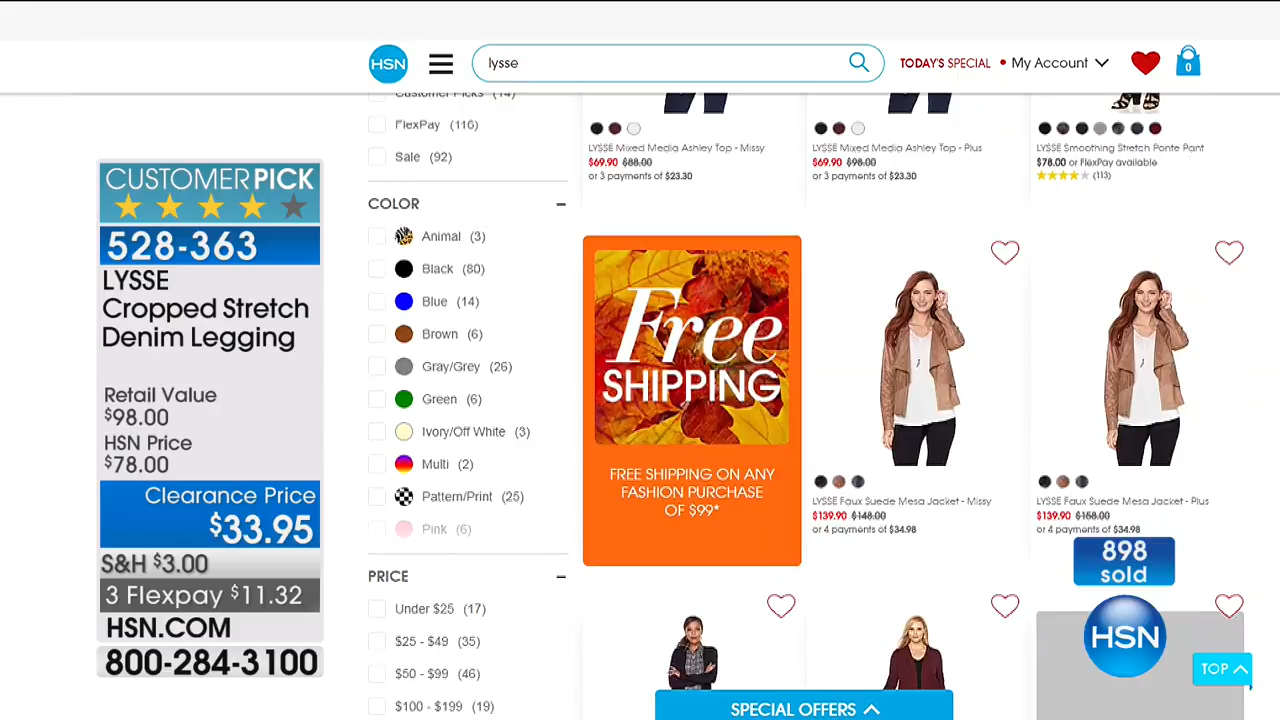 HSN
lysse
TODAY'S SPECIAL
My Account
0
Customer Picks (14)
FlexPay (116)
Sale (92)
COLOR
Animal (3)
Black (80)
Blue (14)
Brown (6)
Gray/Grey (26)
Green (6)
Ivory/Off White (3)
Multi (2)
Pattern/Print (25)
Pink (6)
PRICE
Under $25 (17)
$25 - $49 (35)
$50 - $99 (46)
$100 - $199 (19)
CUSTOMER PICK
528-363
LYSSE
Cropped Stretch
Denim Legging
Retail Value
$98.00
HSN Price
$78.00
Clearance Price
$33.95
S&H $3.00
3 Flexpay $11.32
HSN.COM
800-284-3100
LYSSÉ Mixed Media Ashley Top - Missy
$69.90 $88.00
or 3 payments of $23.30
LYSSÉ Mixed Media Ashley Top - Plus
$69.90 $98.00
or 3 payments of $23.30
LYSSÉ Smoothing Stretch Ponte Pant
$78.00 or FlexPay available
(113)
Free
SHIPPING
FREE SHIPPING ON ANY
FASHION PURCHASE
OF $99*
LYSSÉ Faux Suede Mesa Jacket - Missy
$139.90 $148.00
or 4 payments of $34.98
LYSSÉ Faux Suede Mesa Jacket - Plus
$139.90 $158.00
or 4 payments of $34.98
898
sold
HSN
TOP
SPECIAL OFFERS